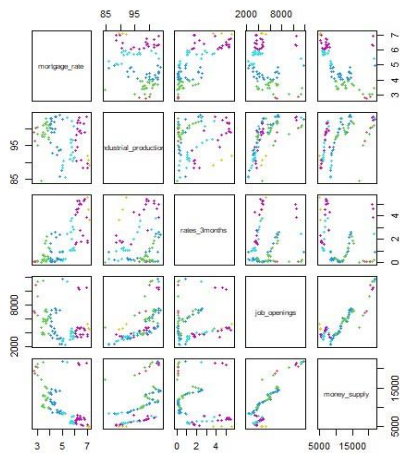 85 95
2000 8000
mortgage_rate
3 4 5 6 7
85 95
ndustrial_production
rates_3months
0 2 4
2000 8000
job_openings
money_supply
5000 15000
3 5 7
0 2 4
5000 15000